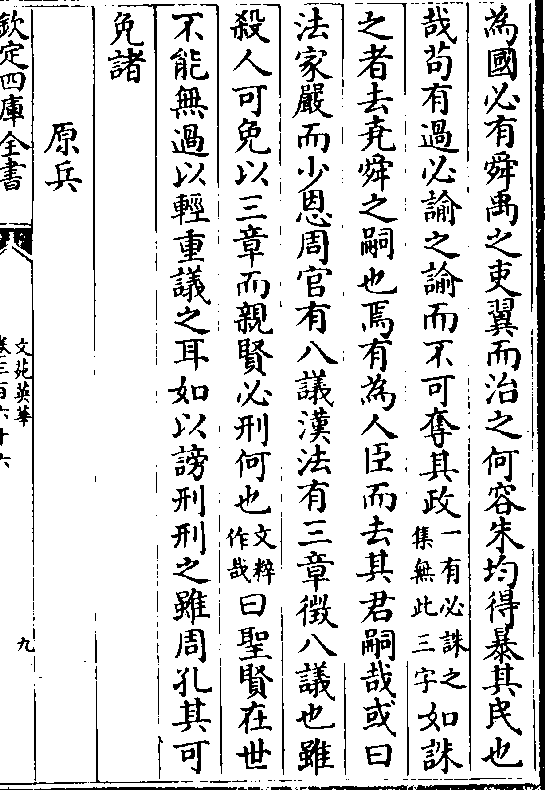 為國必有舜禹之吏翼而治之何容朱均得暴其民也
哉苟有過必諭之諭而不可奪其政一有必誅之集無此三字如誅
之者去堯舜之嗣也焉有為人臣而去其君嗣哉或曰
法家嚴而少恩周官有八議漢法有三章徴八議也雖
殺人可免以三章而親賢必刑何也文粹作哉曰聖賢在世
不能無過以輕重議之耳如以謗刑刑之雖周孔其可
免諸
原兵
欽定四庫全書
文苑英華
卷三百六十六
九